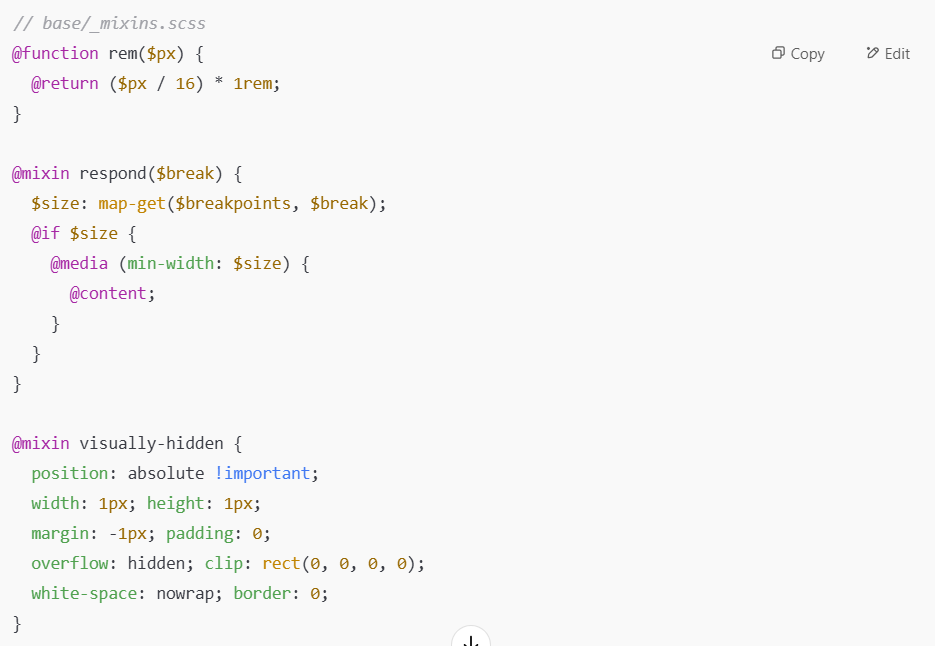 // base/_mixins.scss
@function rem($px) {
Copy
Edit
  @return ($px / 16) * 1rem;
}
@mixin respond($break) {
  $size: map-get($breakpoints, $break);
  @if $size {
    @media (min-width: $size) {
      @content;
    }
  }
}
@mixin visually-hidden {
  position: absolute !important;
  width: 1px; height: 1px;
  margin: -1px; padding: 0;
  overflow: hidden; clip: rect(0, 0, 0, 0);
  white-space: nowrap; border: 0;
}